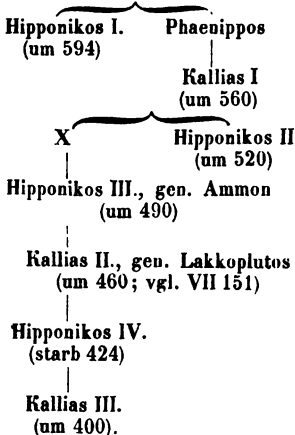 Hipponikos I. Phaenippos
(um 594)
Kallias I
(um 560)
X Hipponikos II
(um 520)
Hipponikos III., gen. Ammon
(um 490)
Kallias II., gen. Lakkoplutos
(um 460; vgl. VII 151)
Hipponikos IV.
(starb 424)
Kallias III.
(um 400).